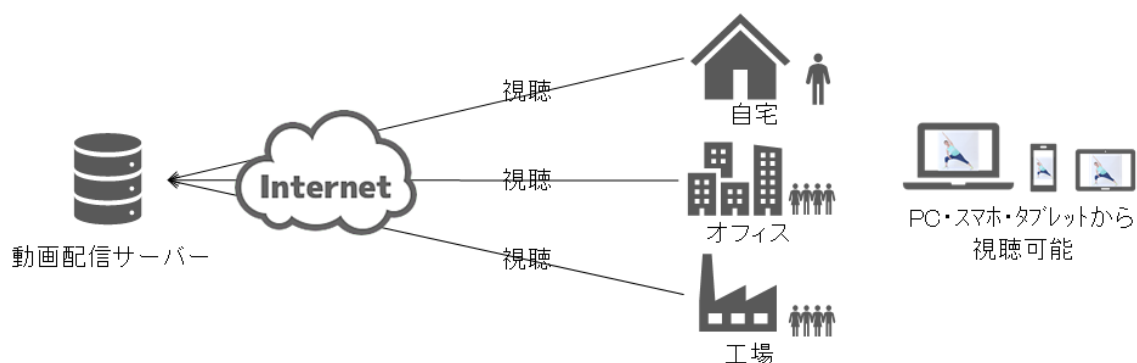 視聴
自宅
Internet
視聴
動画配信サーバー
オフィス
PC・スマホ・タブレットから
視聴可能
視聴
工場